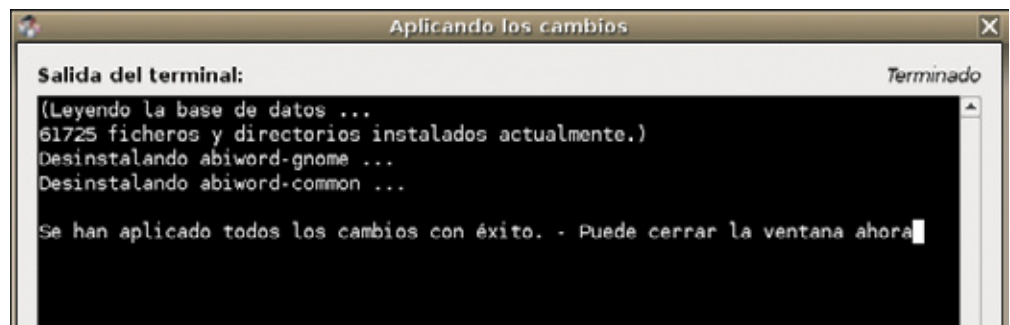 Aplicando los cambios
Salida del terminal: Terminado
(Leyendo la base de datos ...
61725 ficheros y directorios instalados actualmente.)
Desinstalando abiword-gnome ...
Desinstalando abiword-common ...
Se han aplicado todos los cambios con éxito. - Puede cerrar la ventana ahora